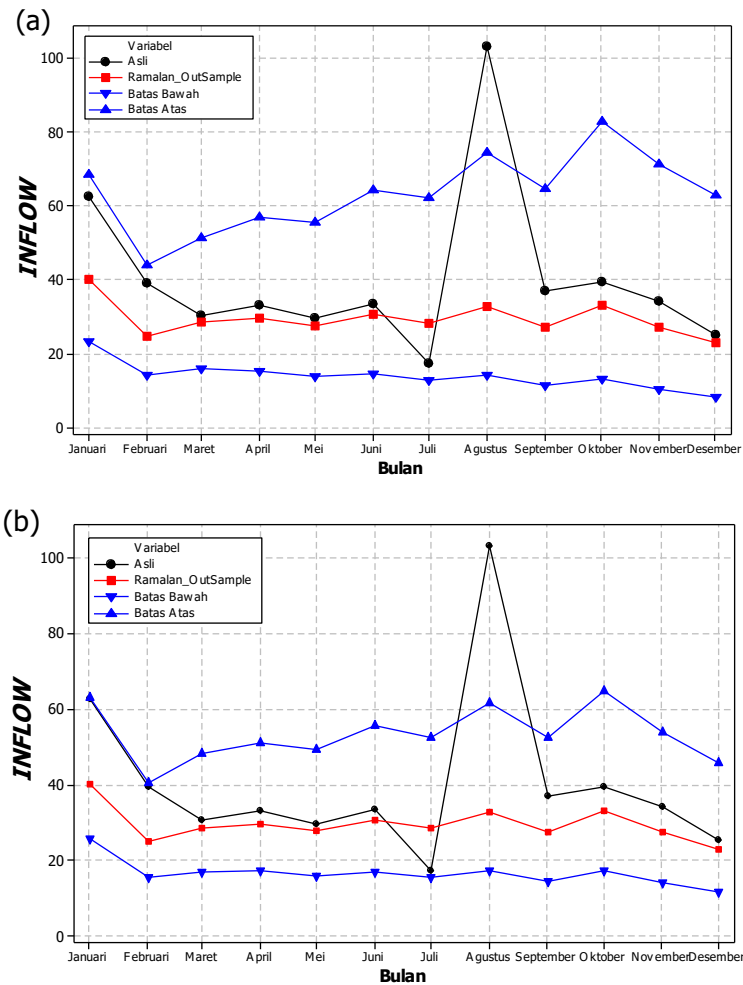 (a)
Variabel
Asli
Ramalan_OutSample
Batas Bawah
Batas Atas
100
80
60
40
20
0
INFLOW
Januari Februari Maret April Mei Juni Juli Agustus September Oktober November Desember
Bulan
(b)
Variabel
Asli
Ramalan_OutSample
Batas Bawah
Batas Atas
100
80
60
40
20
0
INFLOW
Januari Februari Maret April Mei Juni Juli Agustus September Oktober November Desember
Bulan